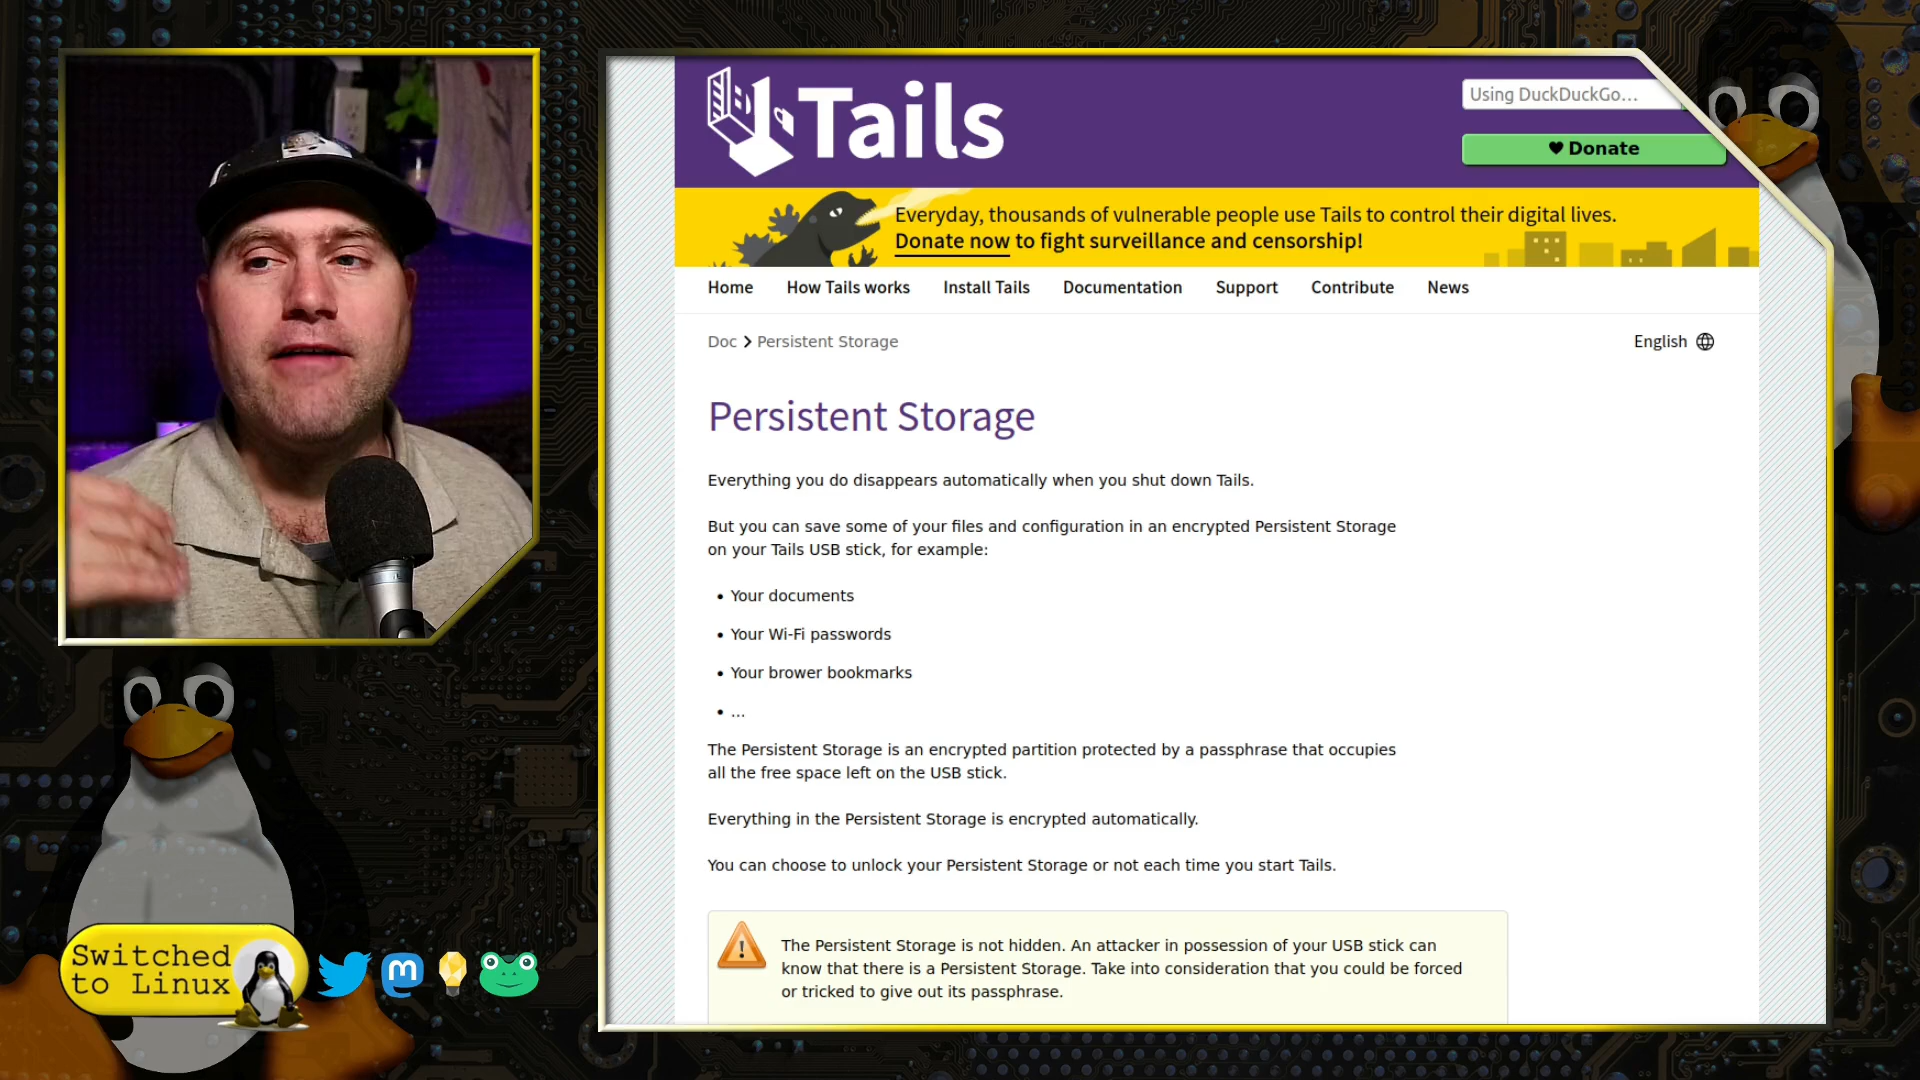 Tails
Using DuckDuckGo...
♥ Donate
Everyday, thousands of vulnerable people use Tails to control their digital lives.
Donate now to fight surveillance and censorship!
Home How Tails works Install Tails Documentation Support Contribute News
Doc > Persistent Storage
English
Persistent Storage
Everything you do disappears automatically when you shut down Tails.
But you can save some of your files and configuration in an encrypted Persistent Storage
on your Tails USB stick, for example:
• Your documents
• Your Wi-Fi passwords
• Your brower bookmarks
• ...
The Persistent Storage is an encrypted partition protected by a passphrase that occupies
all the free space left on the USB stick.
Everything in the Persistent Storage is encrypted automatically.
You can choose to unlock your Persistent Storage or not each time you start Tails.
The Persistent Storage is not hidden. An attacker in possession of your USB stick can
know that there is a Persistent Storage. Take into consideration that you could be forced
or tricked to give out its passphrase.
Switched
to Linux